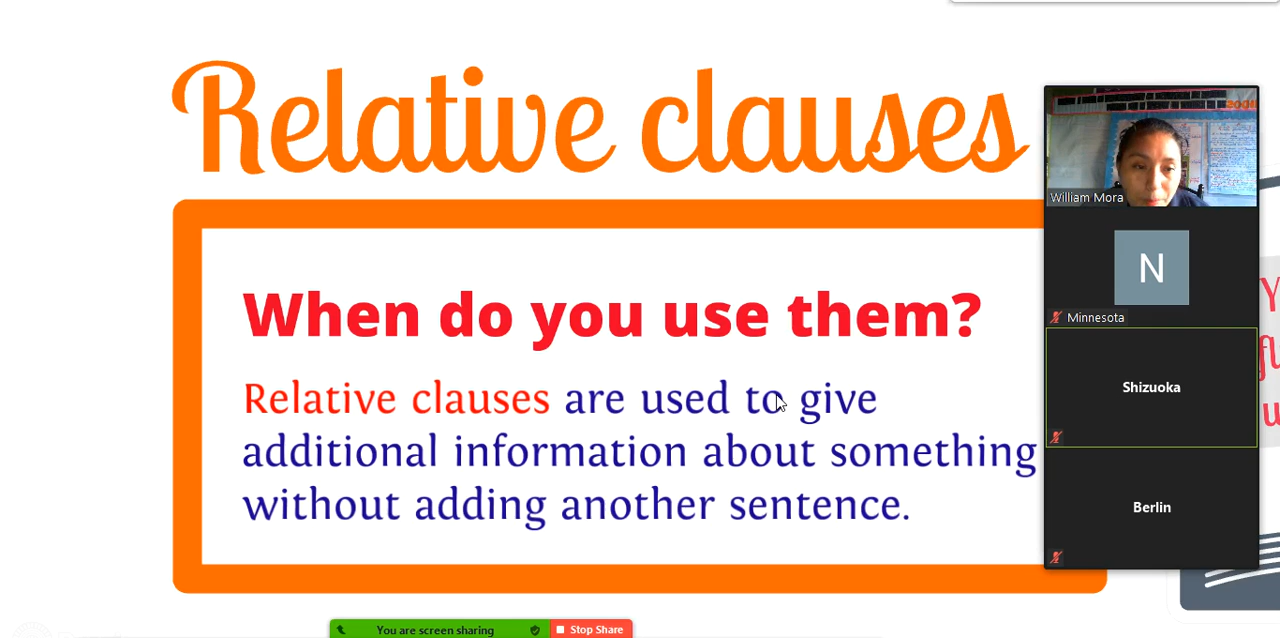 Relative clauses
When do you use them?
Relative clauses are used to give
additional information about something
without adding another sentence.
William Mora
N
Minnesota
Shizuoka
Berlin
You are screen sharing
Stop Share